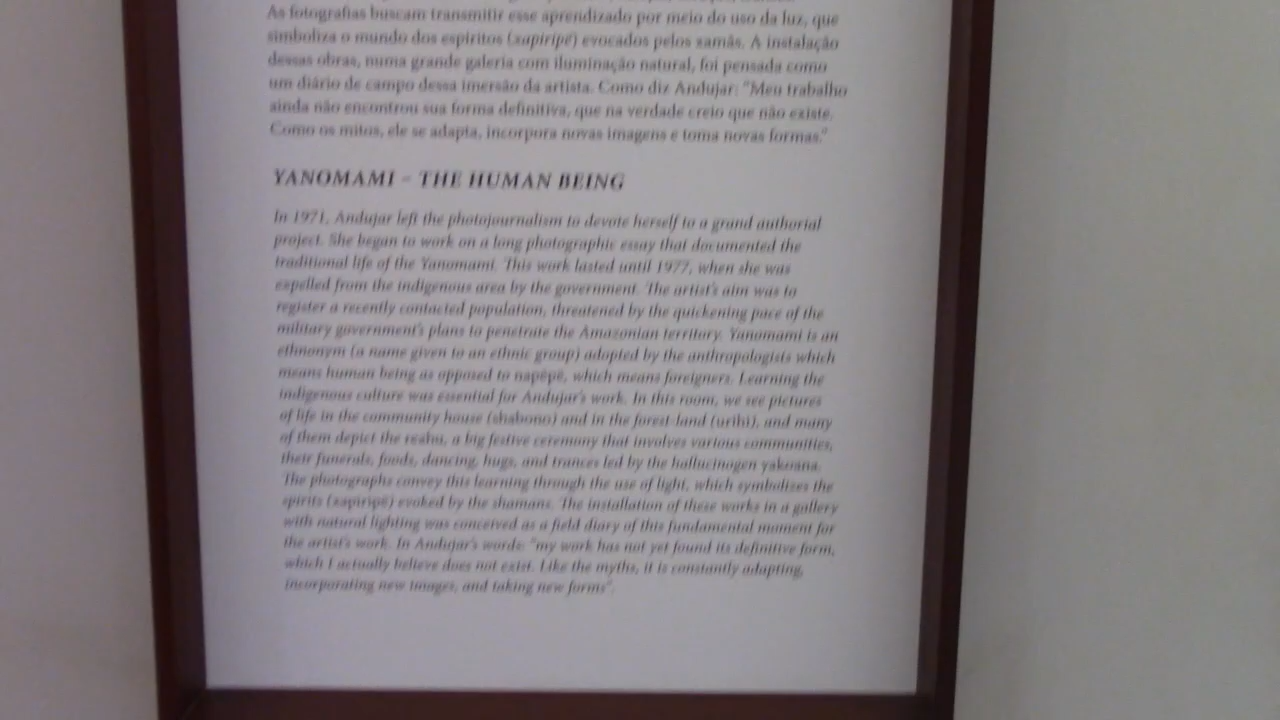 As fotografias buscam transmitir esse aprendizado por meio do uso da luz, que
simboliza o mundo dos espíritos (xapiripë) evocados pelos xamãs. A instalação
dessas obras, numa grande galeria com iluminação natural, foi pensada como
um diário de campo dessa imersão da artista. Como diz Andujar: "Meu trabalho
ainda não encontrou sua forma definitiva, que na verdade creio que não existe.
Como os mitos, ele se adapta, incorpora novas imagens e toma novas formas."
YANOMAMI – THE HUMAN BEING
In 1971, Andujar left the photojournalism to devote herself to a grand authorial
project. She began to work on a long photographic essay that documented the
traditional life of the Yanomami. This work lasted until 1977, when she was
expelled from the indigenous area by the government. The artist's aim was to
register a recently contacted population, threatened by the quickening pace of the
military government's plans to penetrate the Amazonian territory. Yanomami is an
ethnonym (a name given to an ethnic group) adopted by the anthropologists which
means human being as opposed to napëpë, which means foreigners. Learning the
indigenous culture was essential for Andujar's work. In this room, we see pictures
of life in the community house (shabono) and in the forest-land (urihi), and many
of them depict the reahu, a big festive ceremony that involves various communities,
their funerals, foods, dancing, hugs, and trances led by the hallucinogen yakoana.
The photographs convey this learning through the use of light, which symbolizes the
spirits (xapiripë) evoked by the shamans. The installation of these works in a gallery
with natural lighting was conceived as a field diary of this fundamental moment for
the artist's work. In Andujar's words: "my work has not yet found its definitive form,
which I actually believe does not exist. Like the myths, it is constantly adapting,
incorporating new images, and taking new forms".